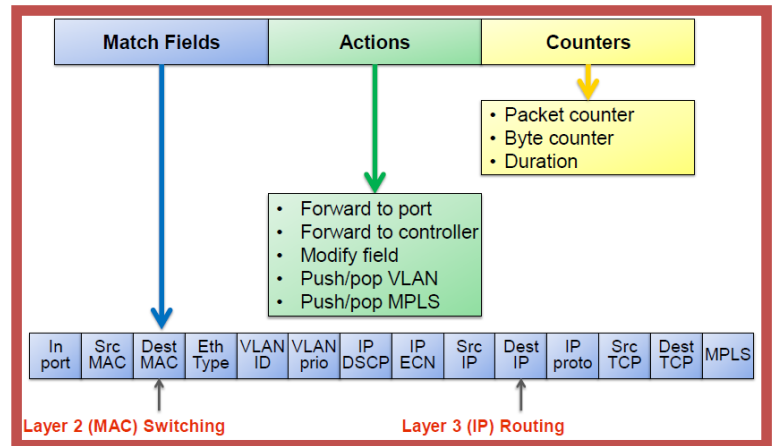 Match Fields Actions Counters
• Packet counter
• Byte counter
• Duration
• Forward to port
• Forward to controller
• Modify field
• Push/pop VLAN
• Push/pop MPLS
In port
Src MAC
Dest MAC
Eth Type
VLAN ID
VLAN prio
IP DSCP
IP ECN
Src IP
Dest IP
IP proto
Src TCP
Dest TCP
MPLS
Layer 2 (MAC) Switching
Layer 3 (IP) Routing